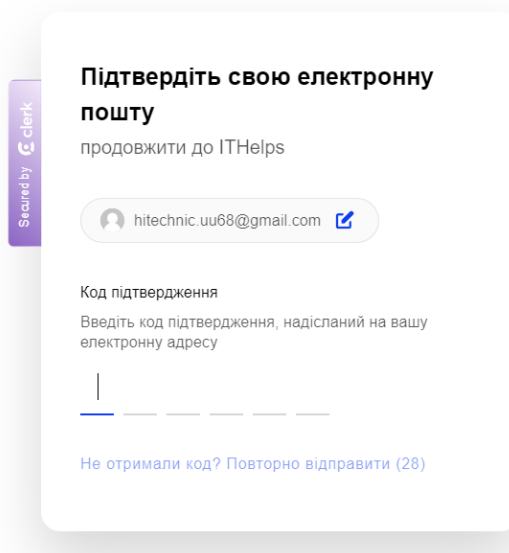 Підтвердіть свою електронну
пошту
продовжити до ITHelps
Secured by clerk
hitechnic.uu68@gmail.com
Код підтвердження
Введіть код підтвердження, надісланий на вашу
електронну адресу
Не отримали код? Повторно відправити (28)